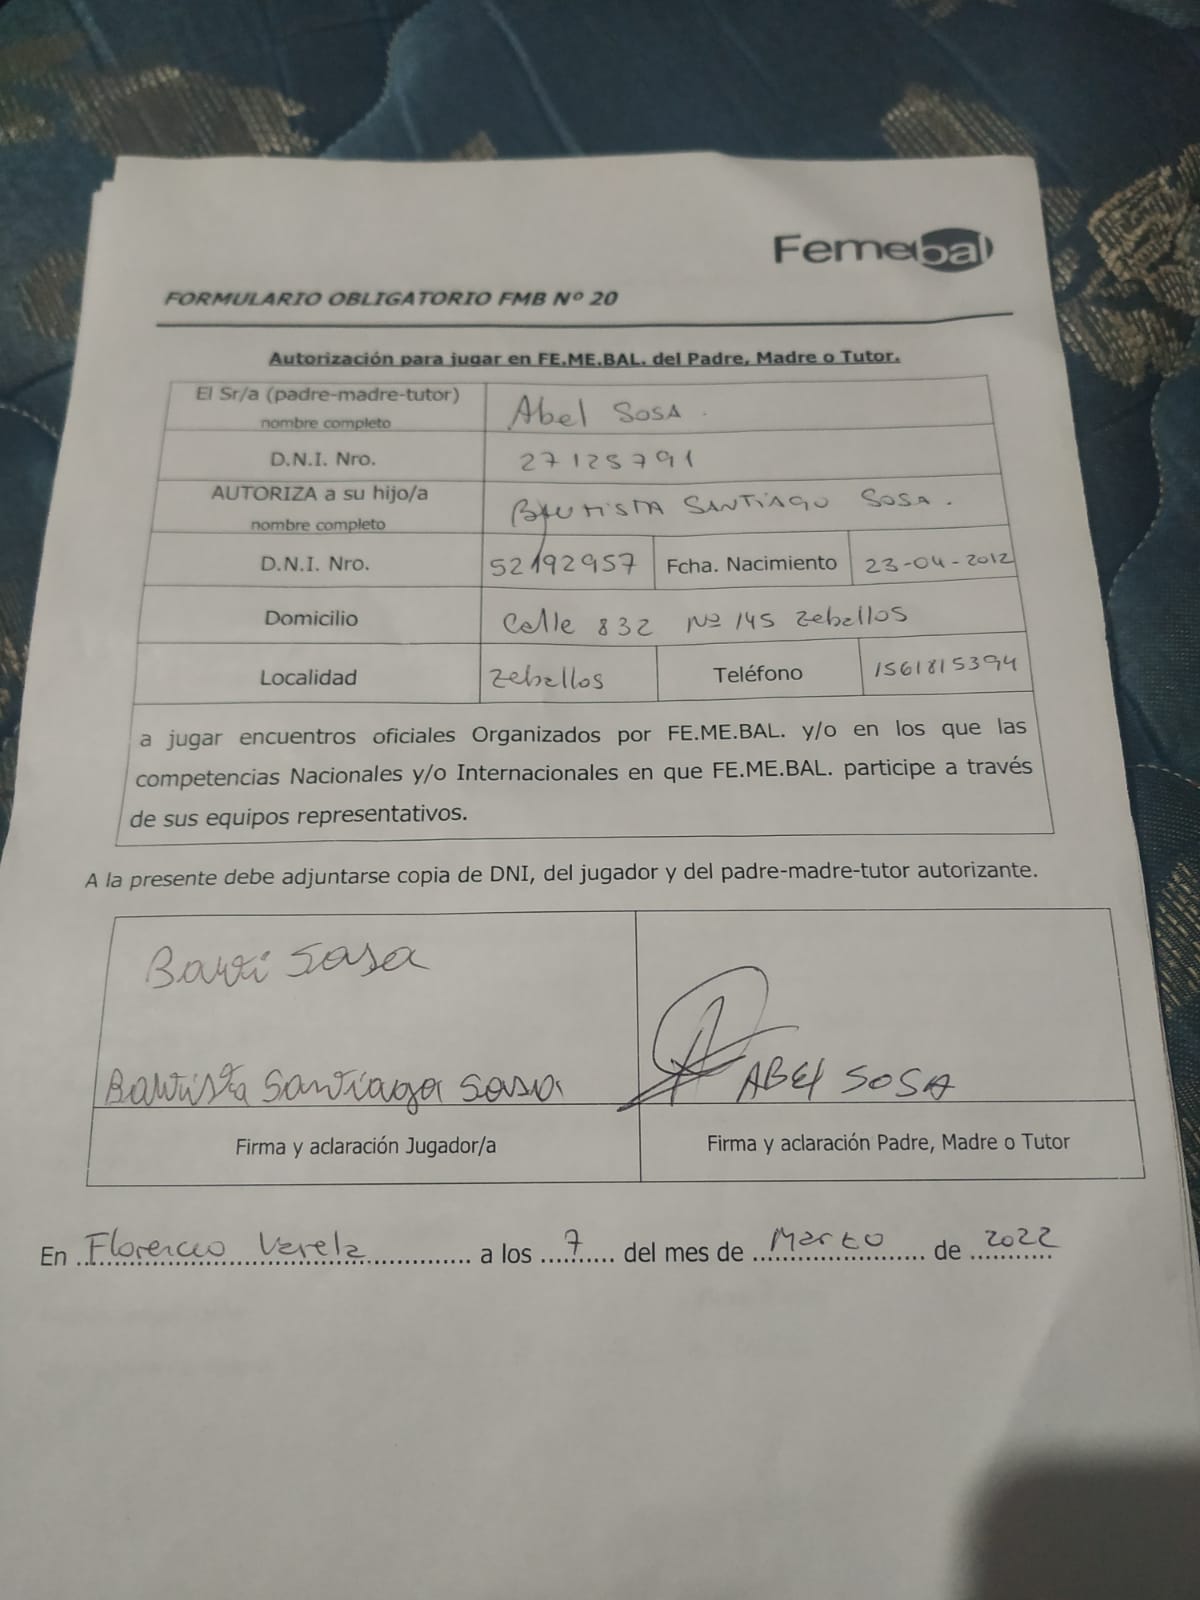 Femebal
FORMULARIO OBLIGATORIO FMB Nº 20
Autorización para jugar en FE.ME.BAL. del Padre, Madre o Tutor.
El Sr/a (padre-madre-tutor) nombre completo Abel SOSA.
D.N.I. Nro. 27125791
AUTORIZA a su hijo/a nombre completo BAUTISTA SANTIAGO SOSA.
D.N.I. Nro. 52192957 Fcha. Nacimiento 23-04-2012
Domicilio Calle 832 Nº 145 Zeballos
Localidad Zeballos Teléfono 1561815394
a jugar encuentros oficiales Organizados por FE.ME.BAL. y/o en los que las
competencias Nacionales y/o Internacionales en que FE.ME.BAL. participe a través
de sus equipos representativos.
A la presente debe adjuntarse copia de DNI, del jugador y del padre-madre-tutor autorizante.
Bauti Sosa
Bautista Santiago Sosa
ABEL SOSA
Firma y aclaración Jugador/a
Firma y aclaración Padre, Madre o Tutor
En Florencio Varela a los 7 del mes de Marzo de 2022